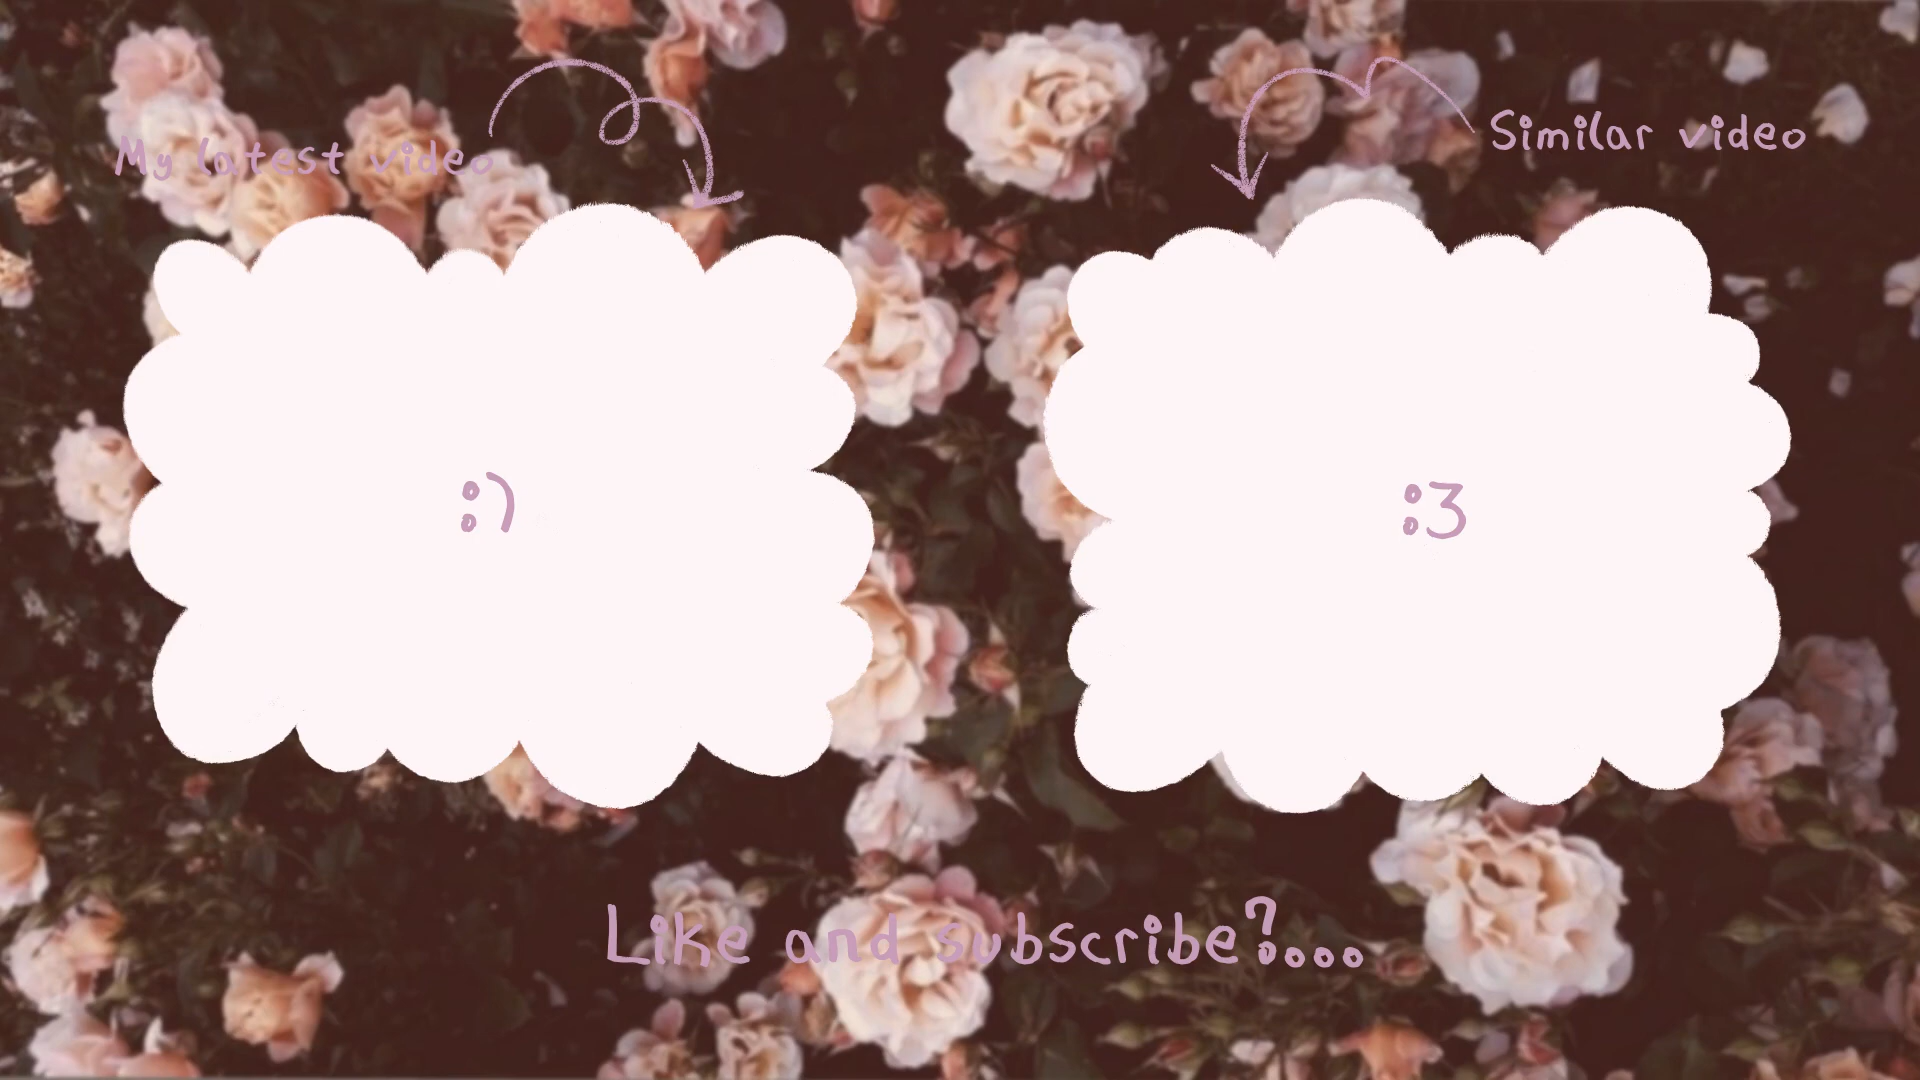 My latest video
Similar video
:)
:3
Like and subscribe?...